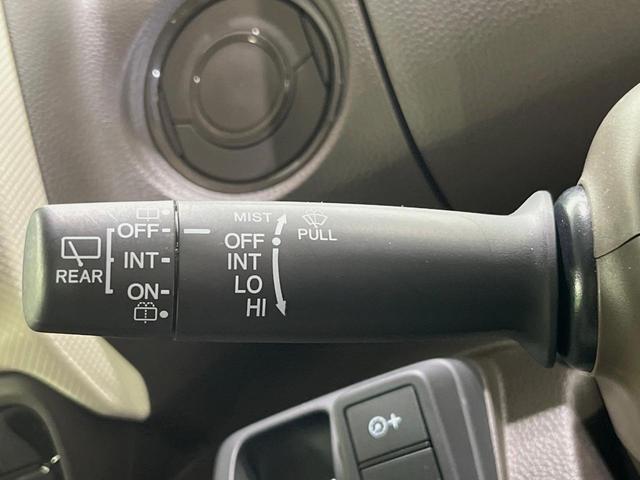 REAR
OFF
INT
ON
MIST
OFF
INT
LO
HI
PULL